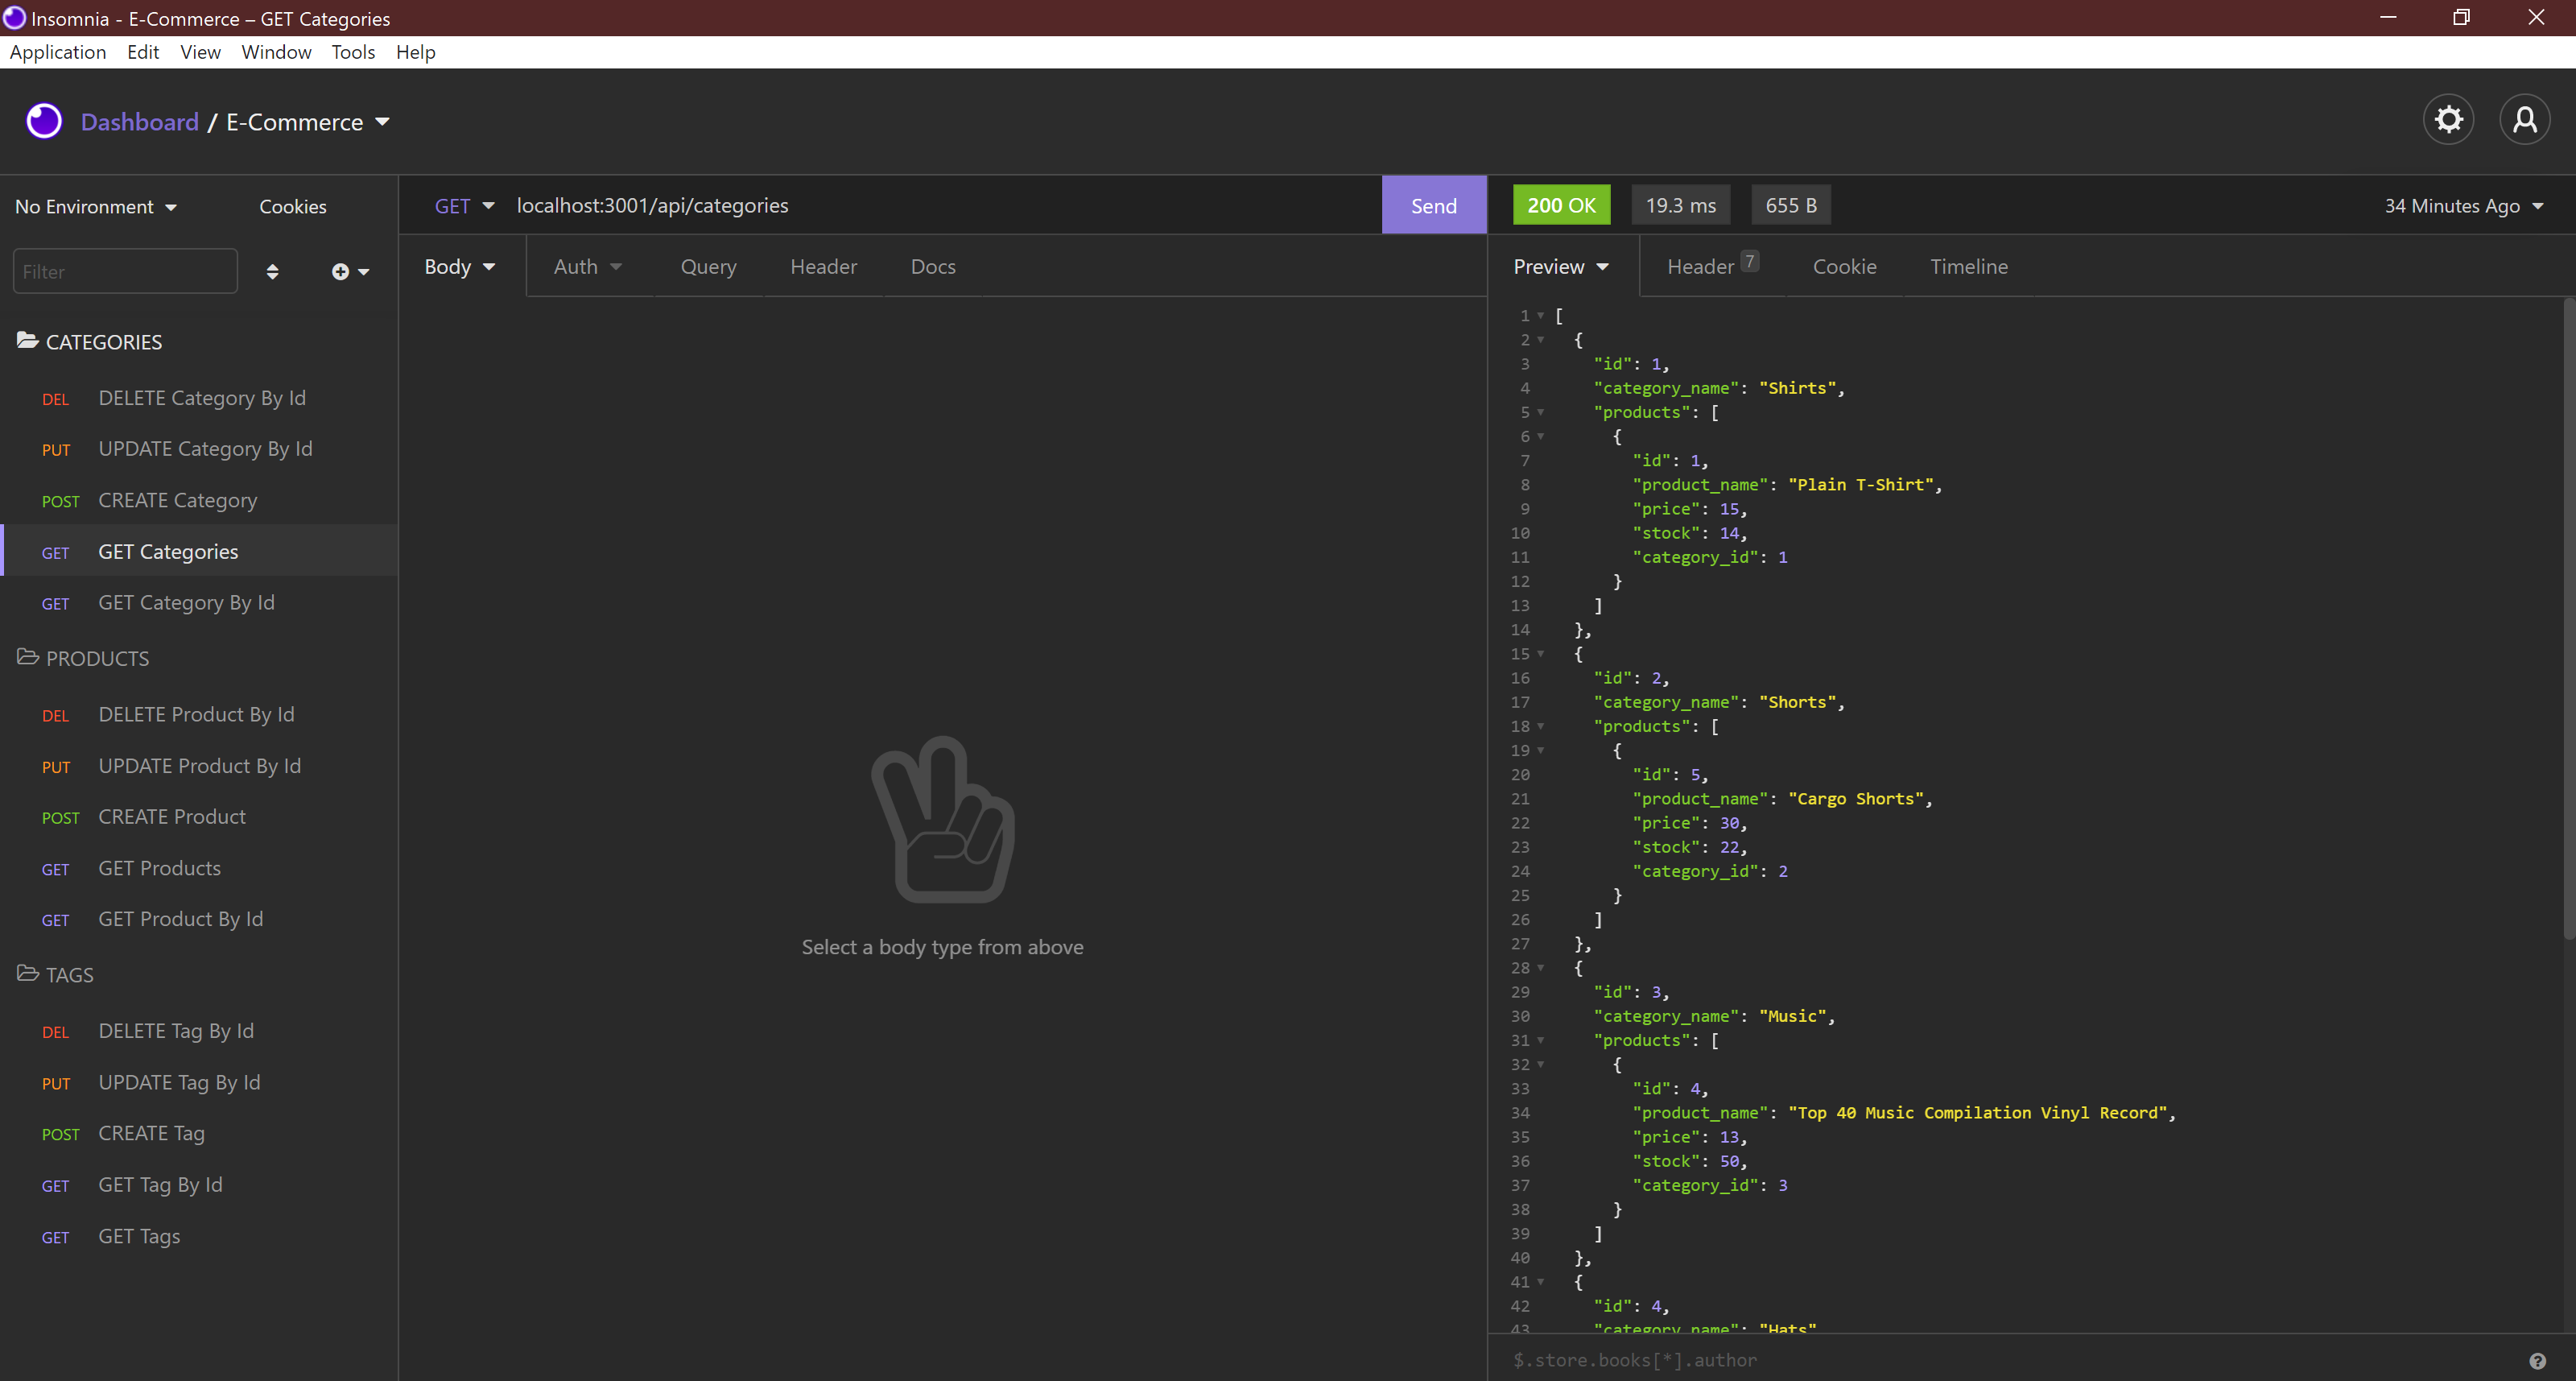 Insomnia - E-Commerce – GET Categories
Application Edit View Window Tools Help
Dashboard / E-Commerce
No Environment Cookies
Filter
CATEGORIES
DEL DELETE Category By Id
PUT UPDATE Category By Id
POST CREATE Category
GET GET Categories
GET GET Category By Id
PRODUCTS
DEL DELETE Product By Id
PUT UPDATE Product By Id
POST CREATE Product
GET GET Products
GET GET Product By Id
TAGS
DEL DELETE Tag By Id
PUT UPDATE Tag By Id
POST CREATE Tag
GET GET Tag By Id
GET GET Tags
GET localhost:3001/api/categories Send
Body Auth Query Header Docs
Select a body type from above
200 OK 19.3 ms 655 B 34 Minutes Ago
Preview Header 7 Cookie Timeline
1 [
2 {
3 "id": 1,
4 "category_name": "Shirts",
5 "products": [
6 {
7 "id": 1,
8 "product_name": "Plain T-Shirt",
9 "price": 15,
10 "stock": 14,
11 "category_id": 1
12 }
13 ]
14 },
15 {
16 "id": 2,
17 "category_name": "Shorts",
18 "products": [
19 {
20 "id": 5,
21 "product_name": "Cargo Shorts",
22 "price": 30,
23 "stock": 22,
24 "category_id": 2
25 }
26 ]
27 },
28 {
29 "id": 3,
30 "category_name": "Music",
31 "products": [
32 {
33 "id": 4,
34 "product_name": "Top 40 Music Compilation Vinyl Record",
35 "price": 13,
36 "stock": 50,
37 "category_id": 3
38 }
39 ]
40 },
41 {
42 "id": 4,
43 "category_name": "Hats"
$.store.books[*].author